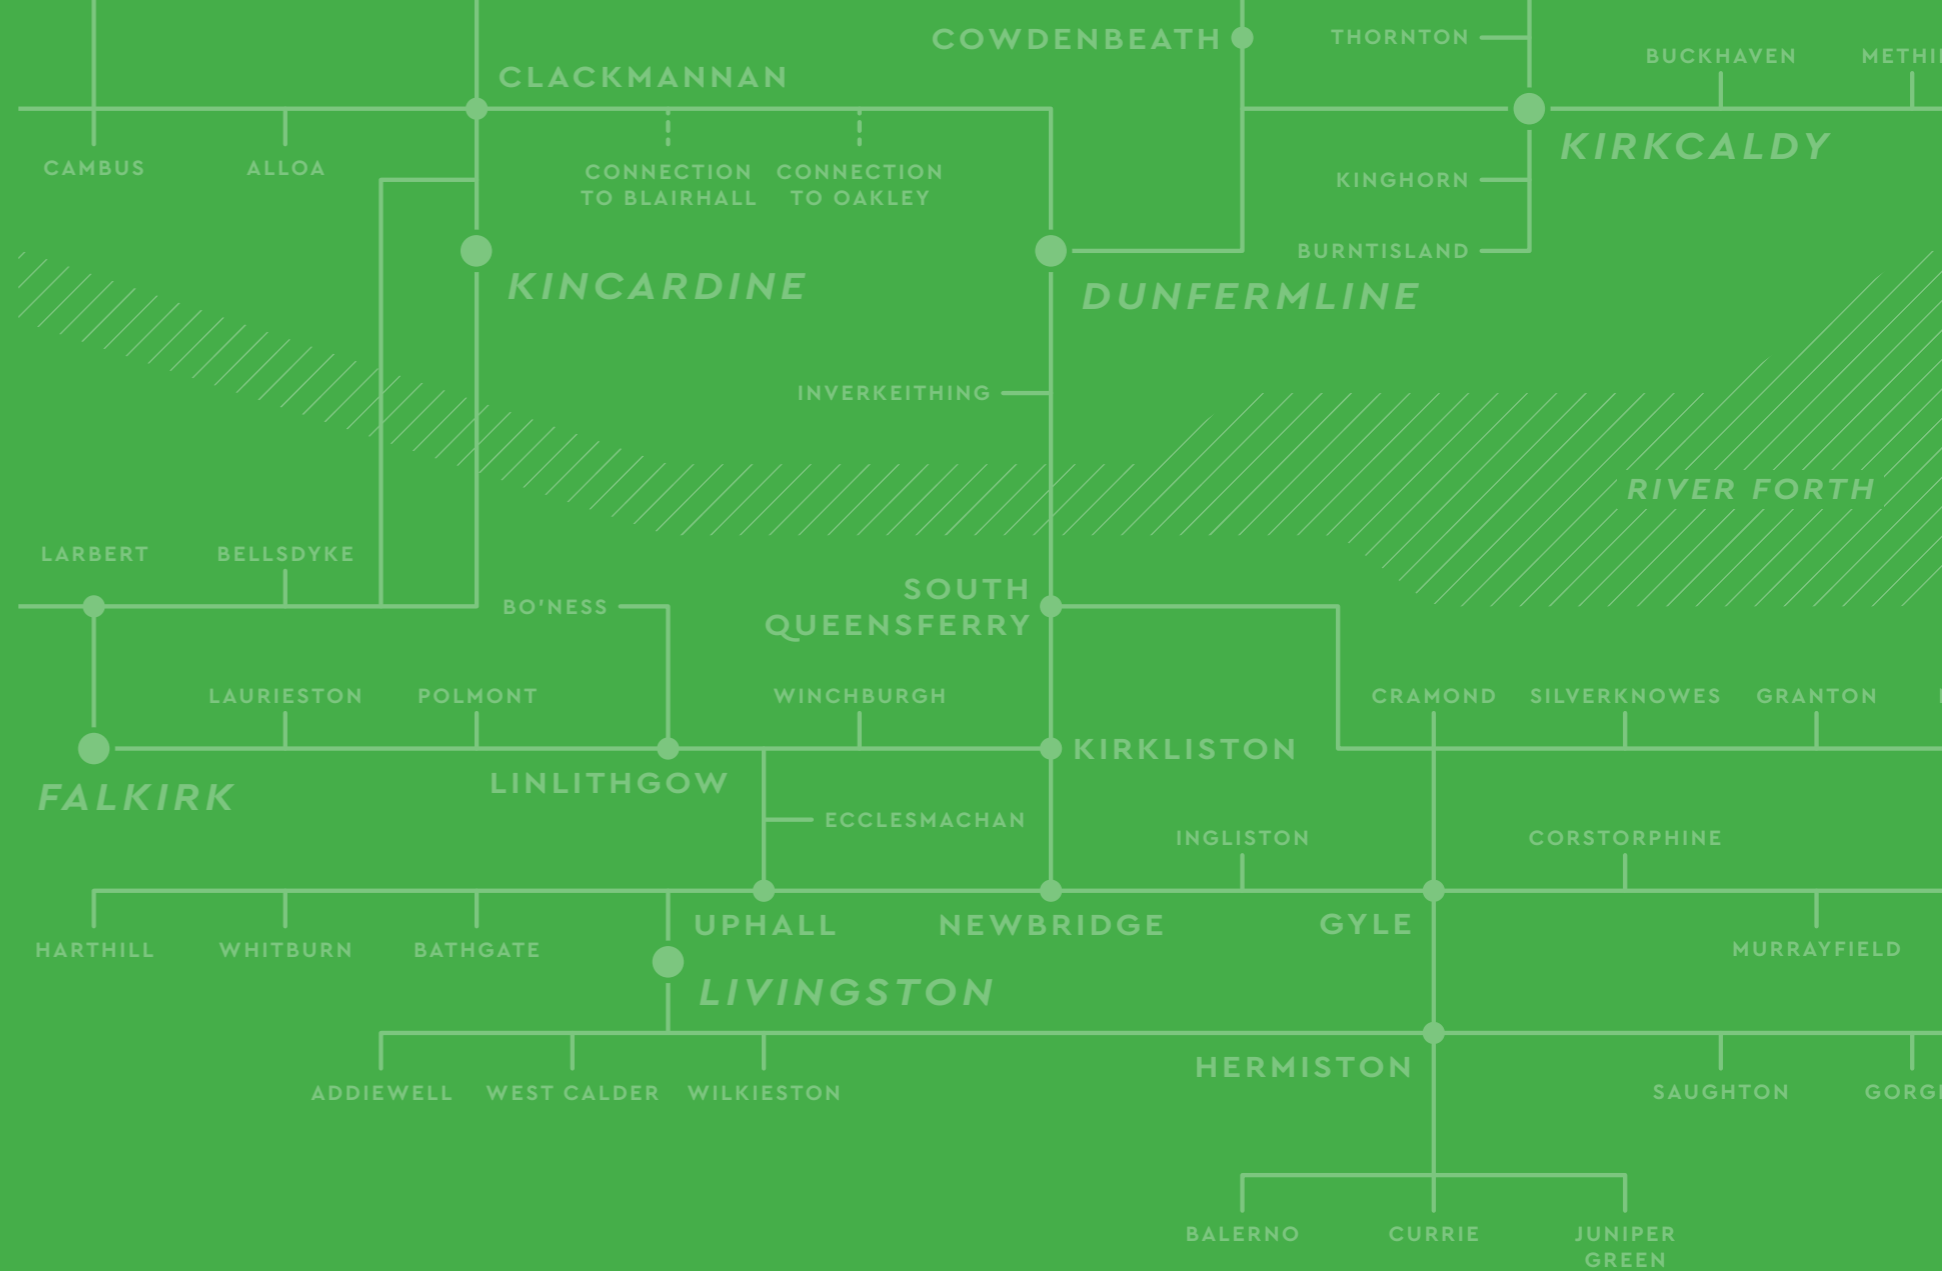 COWDENBEATH
THORNTON
BUCKHAVEN
CLACKMANNAN
KIRKCALDY
CAMBUS
ALLOA
CONNECTION
TO BLAIRHALL
CONNECTION
TO OAKLEY
KINGHORN
BURNTISLAND
KINCARDINE
DUNFERMLINE
INVERKEITHING
RIVER FORTH
LARBERT
BELLSDYKE
BO'NESS
SOUTH
QUEENSFERRY
LAURIESTON
POLMONT
WINCHBURGH
CRAMOND
SILVERKNOWES
GRANTON
KIRKLISTON
LINLITHGOW
FALKIRK
ECCLESMACHAN
INGLISTON
CORSTORPHINE
UPHALL
NEWBRIDGE
GYLE
HARTHILL
WHITBURN
BATHGATE
MURRAYFIELD
LIVINGSTON
HERMISTON
ADDIEWELL
WEST CALDER
WILKIESTON
SAUGHTON
BALERNO
CURRIE
JUNIPER
GREEN